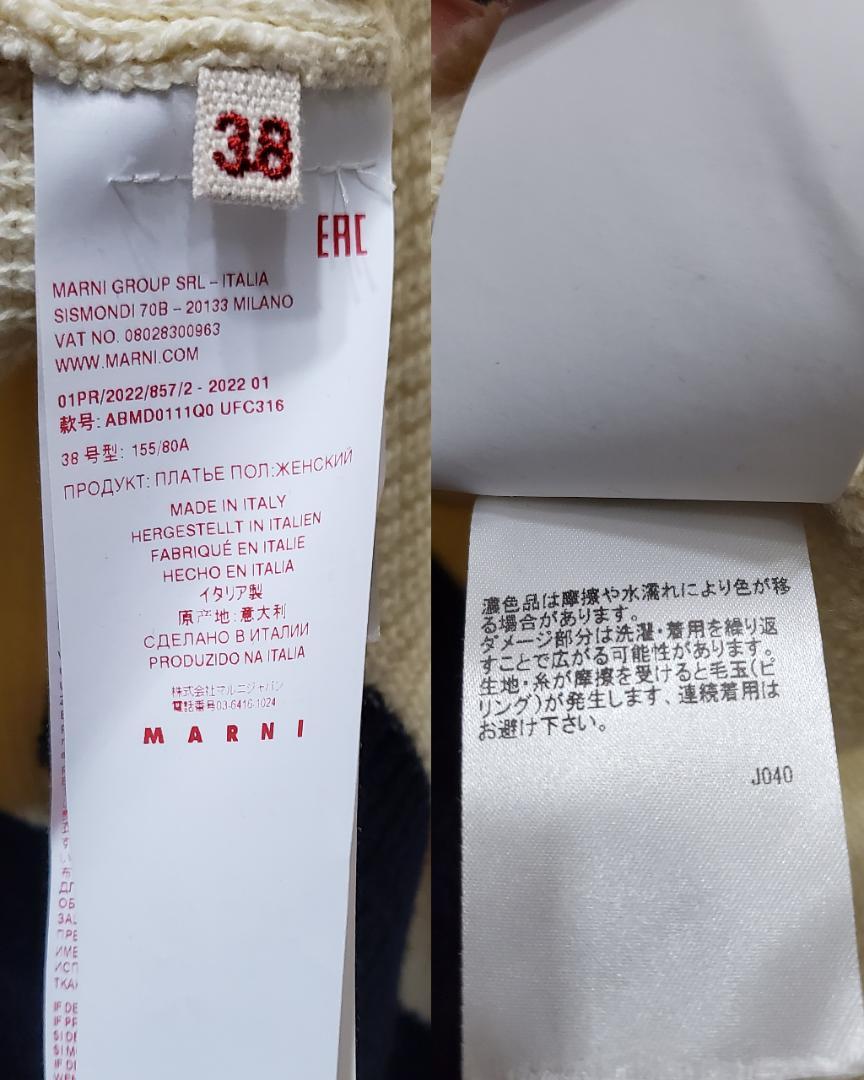 38
EAC
MARNI GROUP SRL – ITALIA
SISMONDI 70B – 20133 MILANO
VAT NO. 08028300963
WWW.MARNI.COM
01PR/2022/857/2 - 2022 01
款号: ABMD0111Q0 UFC316
38 号型: 155/80A
ПРОДУКТ: ПЛАТЬЕ ПОЛ:ЖЕНСКИЙ
MADE IN ITALY
HERGESTELLT IN ITALIEN
FABRIQUÉ EN ITALIE
HECHO EN ITALIA
イタリア製
原产地: 意大利
СДЕЛАНО В ИТАЛИИ
PRODUZIDO NA ITALIA
株式会社マルニジャパン
電話番号03-6416-1024
MARNI
濃色品は摩擦や水濡れにより色が移
る場合があります。
ダメージ部分は洗濯・着用を繰り返
すことで広がる可能性があります。
生地・糸が摩擦を受けると毛玉(ピ
リング)が発生します、連続着用は
お避け下さい。
J040